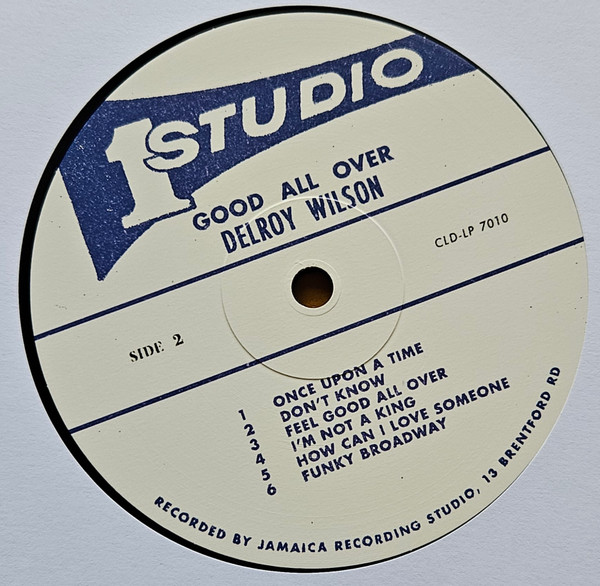 1 STUDIO
GOOD ALL OVER
DELROY WILSON
CLD-LP 7010
SIDE 2
1 ONCE UPON A TIME
2 DON'T KNOW
3 FEEL GOOD ALL OVER
4 I'M NOT A KING
5 HOW CAN I LOVE SOMEONE
6 FUNKY BROADWAY
RECORDED BY JAMAICA RECORDING STUDIO, 13 BRENTFORD RD